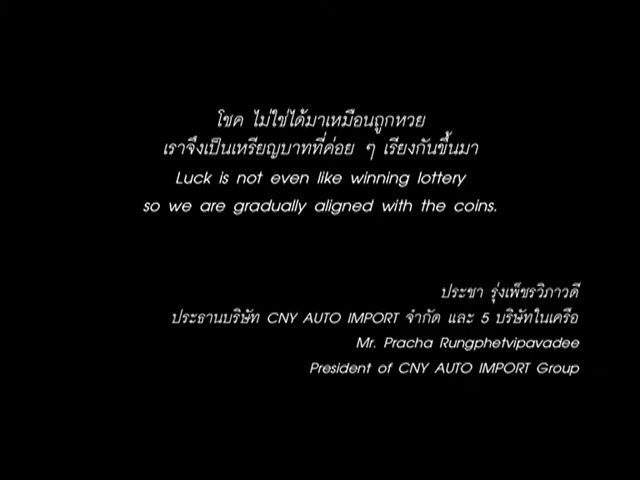 โชค ไม่ใช่ได้มาเหมือนถูกหวย
เราจึงเป็นเหรียญบาทที่ค่อย ๆ เรียงกันขึ้นมา
Luck is not even like winning lottery
so we are gradually aligned with the coins.
ประชา รุ่งเพ็ชรวิภาวดี
ประธานบริษัท CNY AUTO IMPORT จำกัด และ 5 บริษัทในเครือ
Mr. Pracha Rungphetvipavadee
President of CNY AUTO IMPORT Group